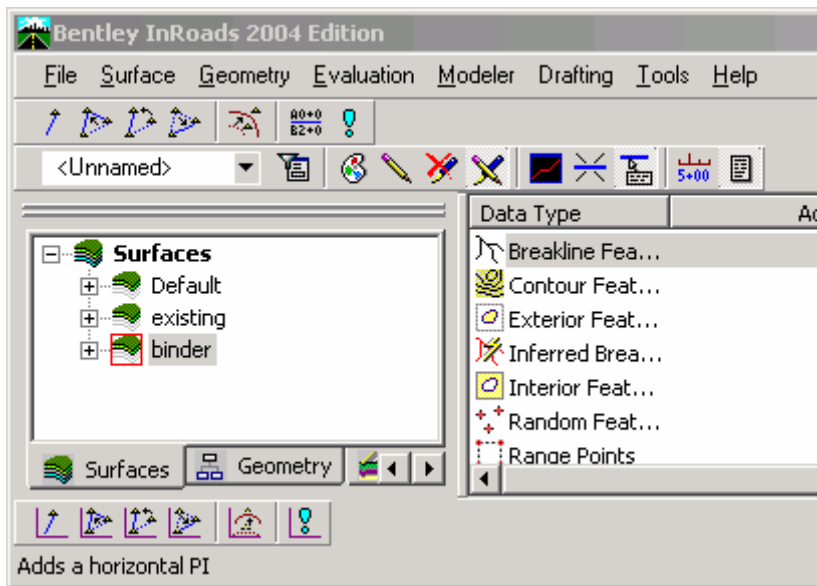 Bentley InRoads 2004 Edition
File Surface Geometry Evaluation Modeler Drafting Tools Help
A0+0
B2+0
<Unnamed>
5+00
Data Type
Surfaces
Default
existing
binder
Breakline Fea...
Contour Feat...
Exterior Feat...
Inferred Brea...
Interior Feat...
Random Feat...
Range Points
Surfaces Geometry
Adds a horizontal PI